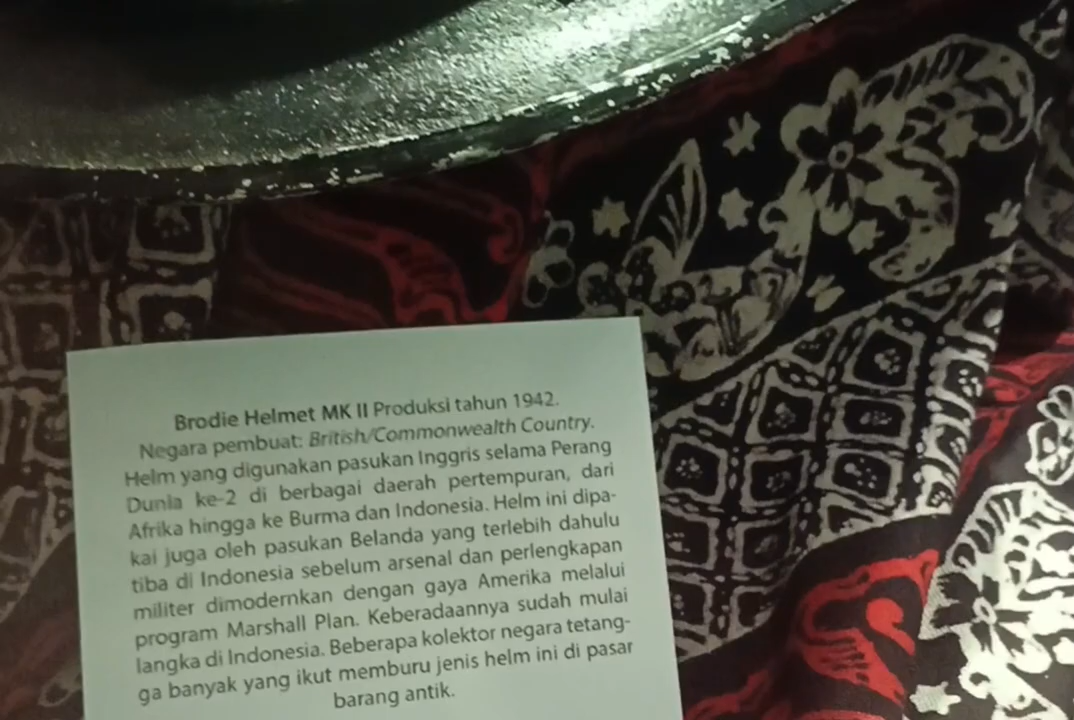 Brodie Helmet MK II Produksi tahun 1942.
Negara pembuat: British/Commonwealth Country.
Helm yang digunakan pasukan Inggris selama Perang
Dunia ke-2 di berbagai daerah pertempuran, dari
Afrika hingga ke Burma dan Indonesia. Helm ini dipa-
kai juga oleh pasukan Belanda yang terlebih dahulu
tiba di Indonesia sebelum arsenal dan perlengkapan
militer dimodernkan dengan gaya Amerika melalui
program Marshall Plan. Keberadaannya sudah mulai
langka di Indonesia. Beberapa kolektor negara tetang-
ga banyak yang ikut memburu jenis helm ini di pasar
barang antik.